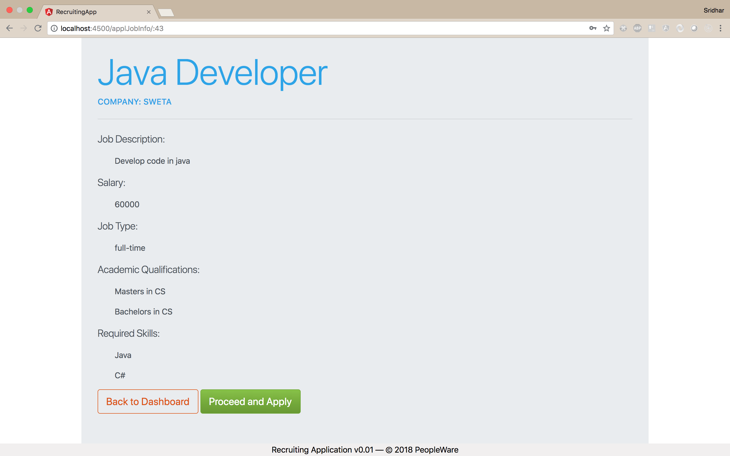 RecruitingApp
Sridhar
localhost:4500/applJobInfo/:43
Java Developer
COMPANY: SWETA
Job Description:
Develop code in java
Salary:
60000
Job Type:
full-time
Academic Qualifications:
Masters in CS
Bachelors in CS
Required Skills:
Java
C#
Back to Dashboard
Proceed and Apply
Recruiting Application v0.01 — © 2018 PeopleWare